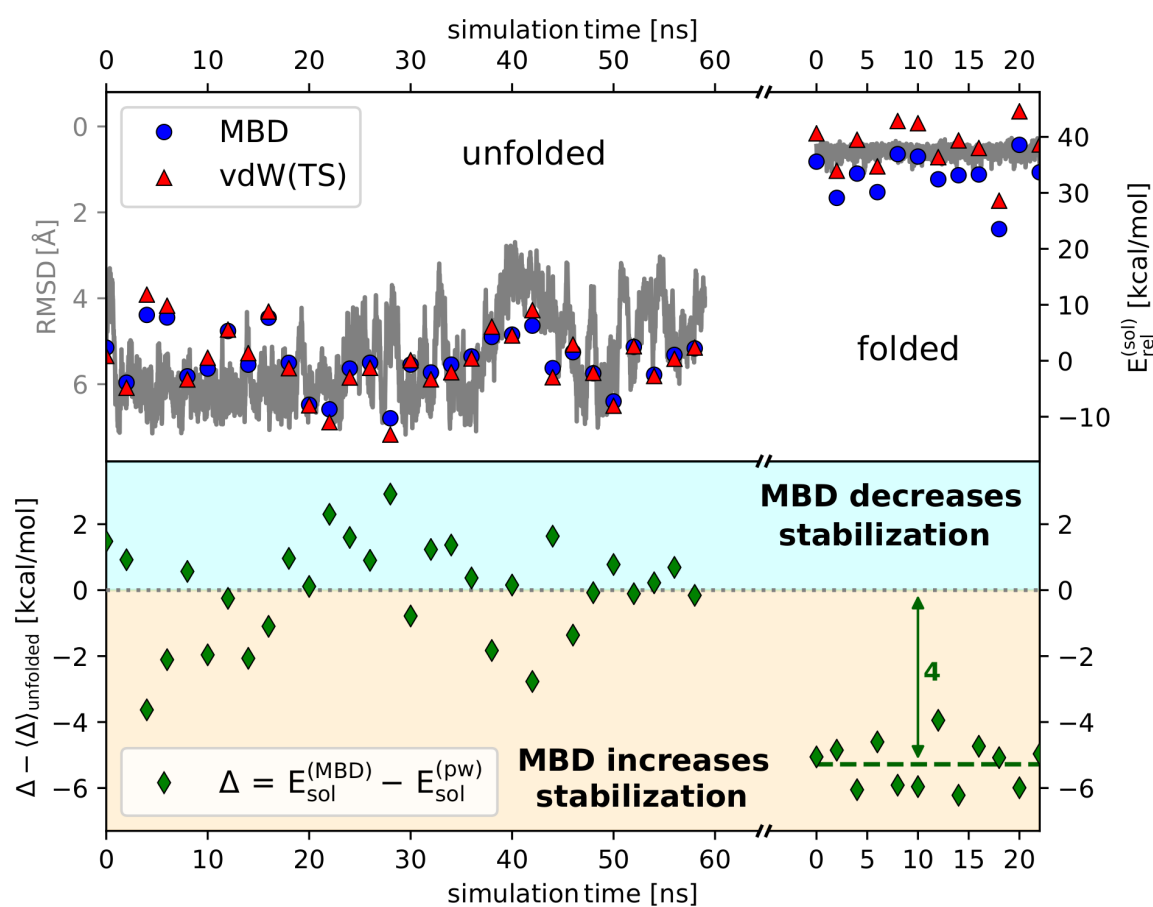 simulation time [ns]
0 10 20 30 40 50 60 0 5 10 15 20
MBD
vdW(TS)
unfolded
folded
RMSD [Å]
0
2
4
6
E_rel^(sol) [kcal/mol]
40
30
20
10
0
−10
MBD decreases
stabilization
Δ − ⟨Δ⟩_unfolded [kcal/mol]
2
0
−2
−4
−6
2
0
−2
−4
−6
4
MBD increases
stabilization
Δ = E_sol^(MBD) − E_sol^(pw)
0 10 20 30 40 50 60 0 5 10 15 20
simulation time [ns]